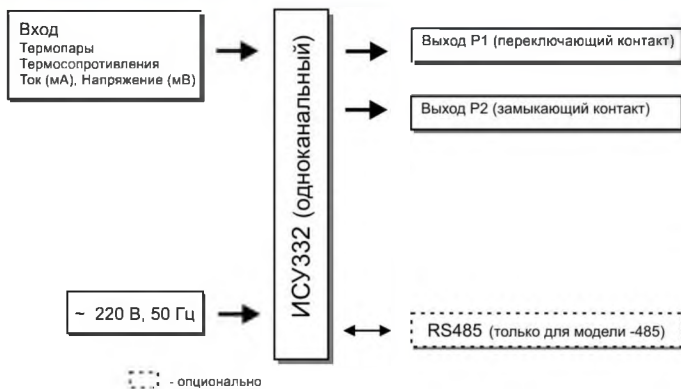 Вход
Термопары
Термосопротивления
Ток (мА), Напряжение (мВ)
~ 220 В, 50 Гц
ИСУ332 (одноканальный)
Выход Р1 (переключающий контакт)
Выход Р2 (замыкающий контакт)
RS485 (только для модели -485)
- опционально